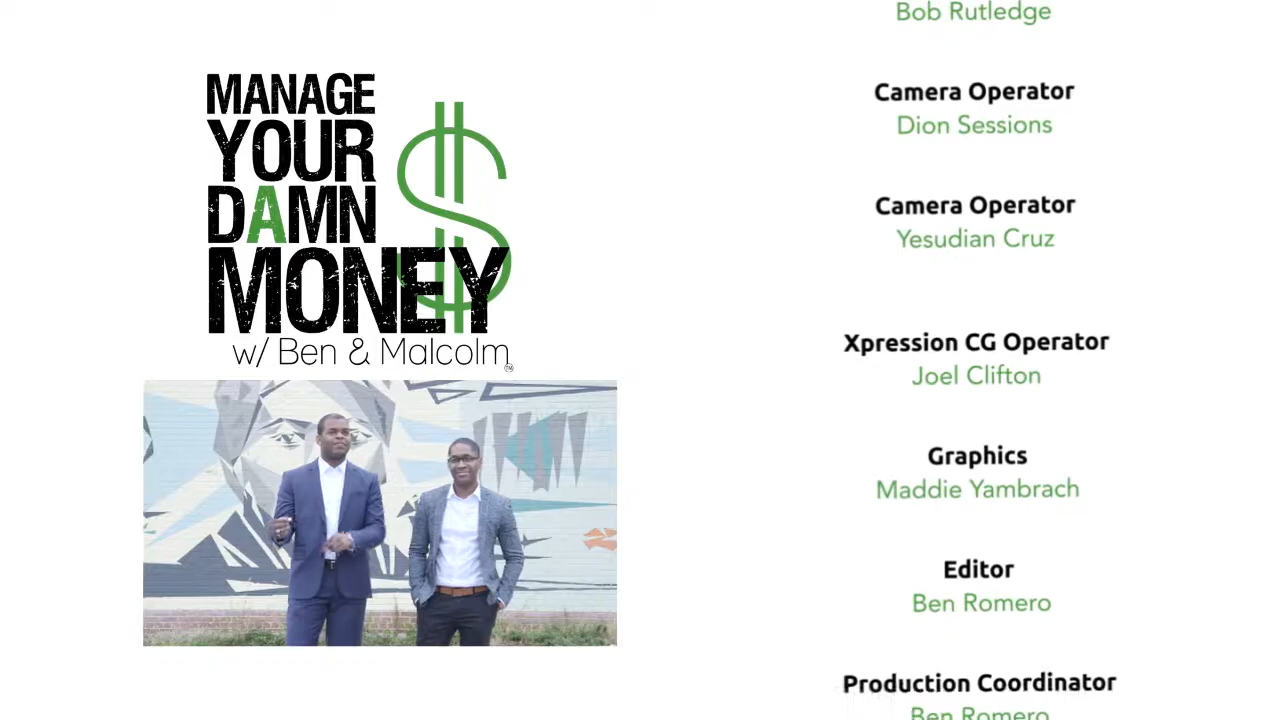 MANAGE
YOUR
DAMN
MONEY
w/ Ben & Malcolm
TM
Bob Rutledge
Camera Operator
Dion Sessions
Camera Operator
Yesudian Cruz
Xpression CG Operator
Joel Clifton
Graphics
Maddie Yambrach
Editor
Ben Romero
Production Coordinator
Ben Romero